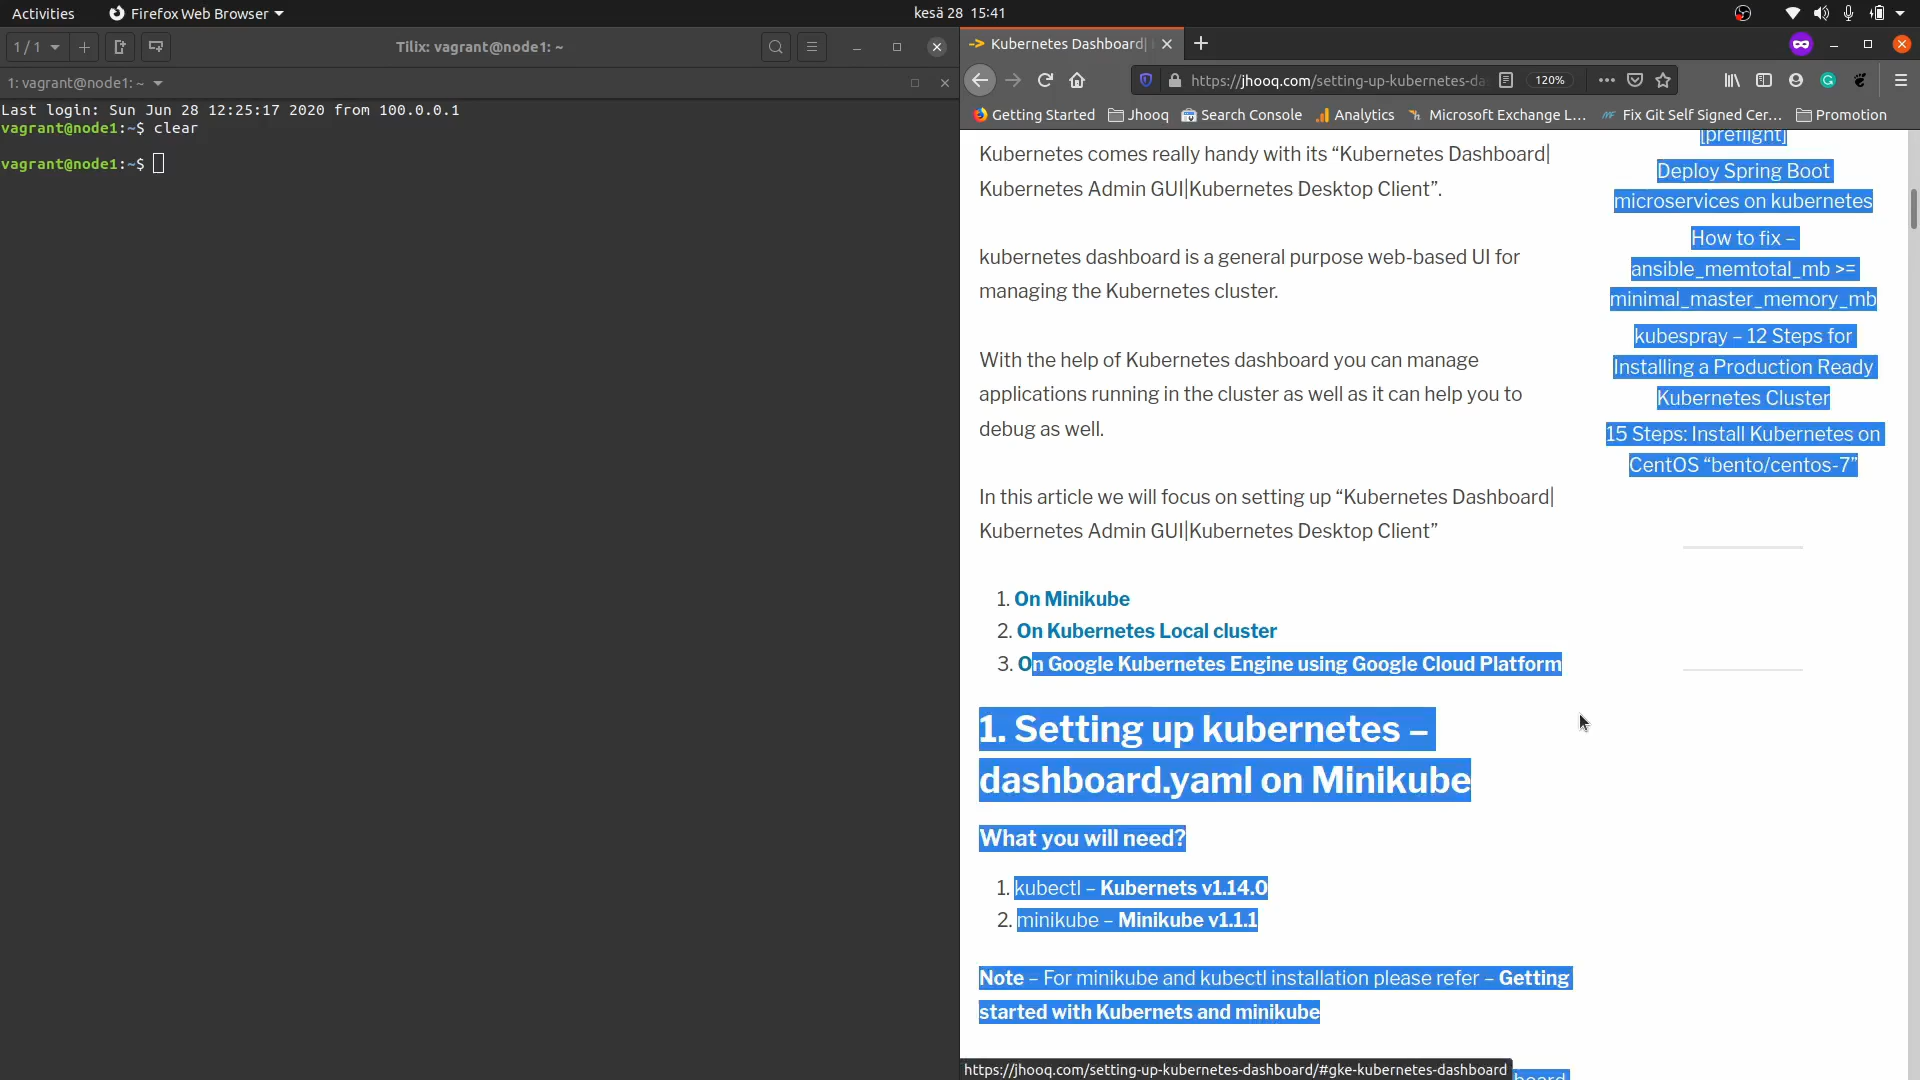 Activities
Firefox Web Browser
kesä 28 15:41
1 / 1
Tilix: vagrant@node1: ~
1: vagrant@node1: ~
Last login: Sun Jun 28 12:25:17 2020 from 100.0.0.1
vagrant@node1:~$ clear
vagrant@node1:~$
Kubernetes Dashboard|
https://jhooq.com/setting-up-kubernetes-da
120%
Getting Started
Jhooq
Search Console
Analytics
Microsoft Exchange L...
Fix Git Self Signed Cer...
Promotion
Kubernetes comes really handy with its “Kubernetes Dashboard|
Kubernetes Admin GUI|Kubernetes Desktop Client”.
kubernetes dashboard is a general purpose web-based UI for
managing the Kubernetes cluster.
With the help of Kubernetes dashboard you can manage
applications running in the cluster as well as it can help you to
debug as well.
In this article we will focus on setting up “Kubernetes Dashboard|
Kubernetes Admin GUI|Kubernetes Desktop Client”
1. On Minikube
2. On Kubernetes Local cluster
3. On Google Kubernetes Engine using Google Cloud Platform
1. Setting up kubernetes –
dashboard.yaml on Minikube
What you will need?
1. kubectl – Kubernets v1.14.0
2. minikube – Minikube v1.1.1
Note – For minikube and kubectl installation please refer – Getting
started with Kubernets and minikube
[preflight]
Deploy Spring Boot
microservices on kubernetes
How to fix –
ansible_memtotal_mb >=
minimal_master_memory_mb
kubespray – 12 Steps for
Installing a Production Ready
Kubernetes Cluster
15 Steps: Install Kubernetes on
CentOS “bento/centos-7”
https://jhooq.com/setting-up-kubernetes-dashboard/#gke-kubernetes-dashboard